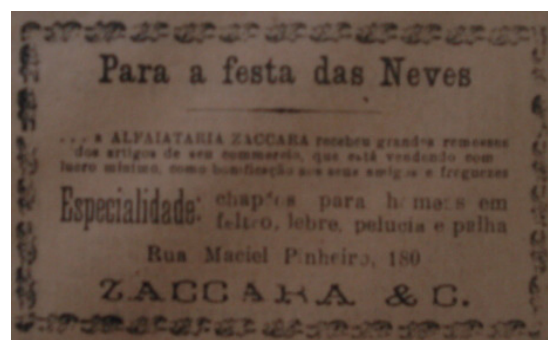 Para a festa das Neves
... a ALFAIATARIA ZACCARA recebeu grandes remessas
dos artigos de seu commercio, que está vendendo com
lucro minimo, como bonificação aos seus amigos e freguezes
Especialidade: chapéos para homens em
feltro, lebre, pelucia e palha
Rua Maciel Pinheiro, 180
ZACCARA & C.